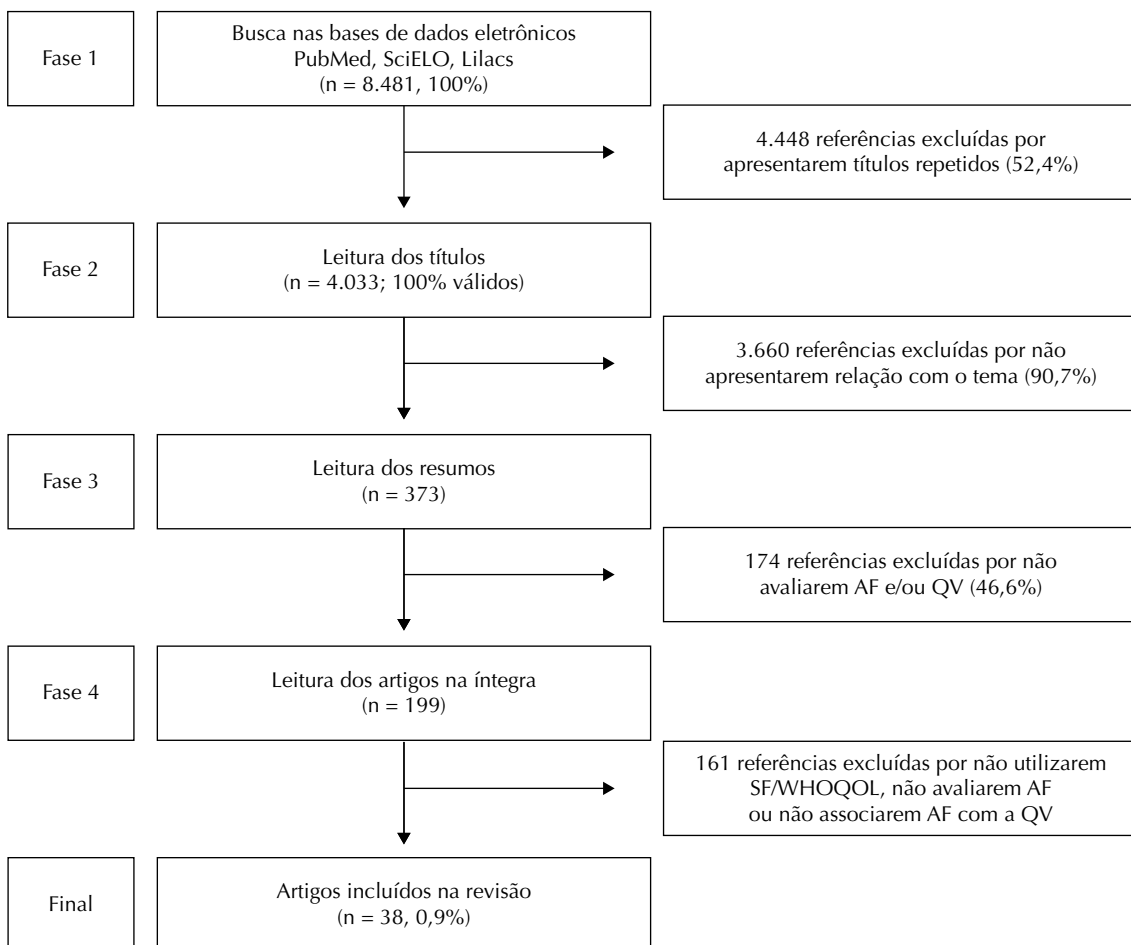 Fase 1
Busca nas bases de dados eletrônicos
PubMed, SciELO, Lilacs
(n = 8.481, 100%)
4.448 referências excluídas por
apresentarem títulos repetidos (52,4%)
Fase 2
Leitura dos títulos
(n = 4.033; 100% válidos)
3.660 referências excluídas por não
apresentarem relação com o tema (90,7%)
Fase 3
Leitura dos resumos
(n = 373)
174 referências excluídas por não
avaliarem AF e/ou QV (46,6%)
Fase 4
Leitura dos artigos na íntegra
(n = 199)
161 referências excluídas por não utilizarem
SF/WHOQOL, não avaliarem AF
ou não associarem AF com a QV
Final
Artigos incluídos na revisão
(n = 38, 0,9%)